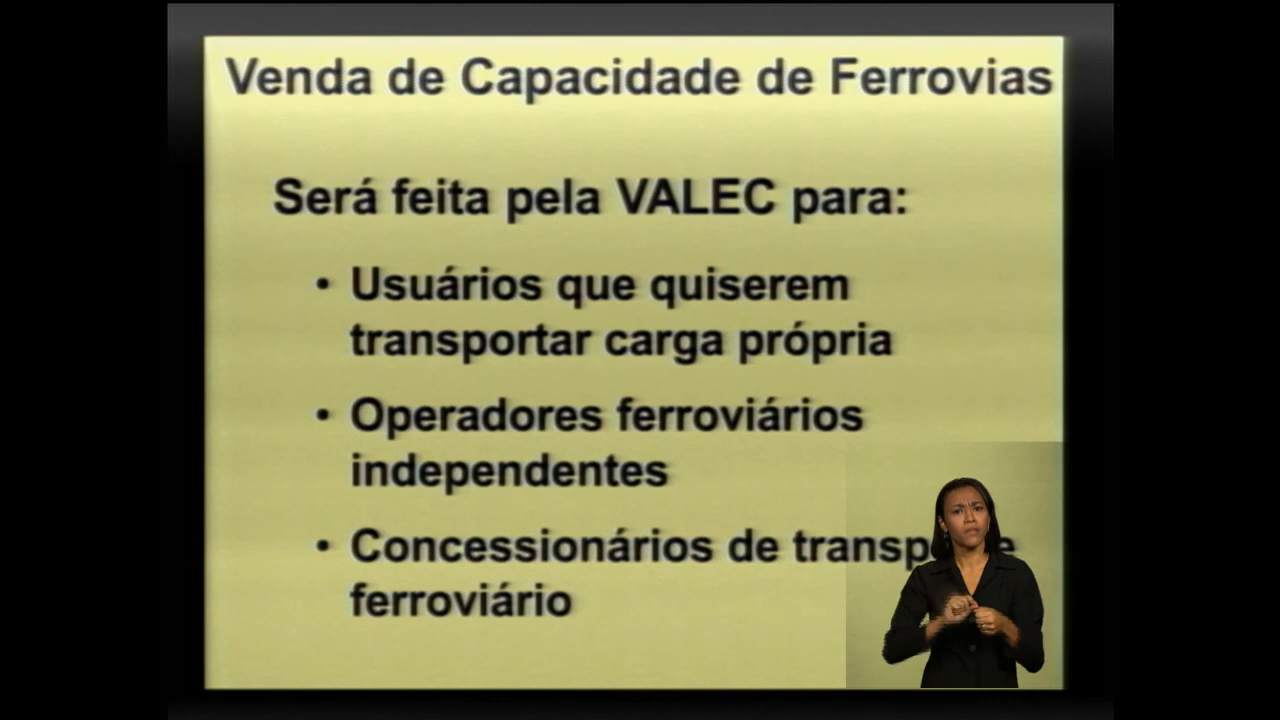 Venda de Capacidade de Ferrovias
Será feita pela VALEC para:
• Usuários que quiserem
transportar carga própria
• Operadores ferroviários
independentes
• Concessionários de
ferroviário